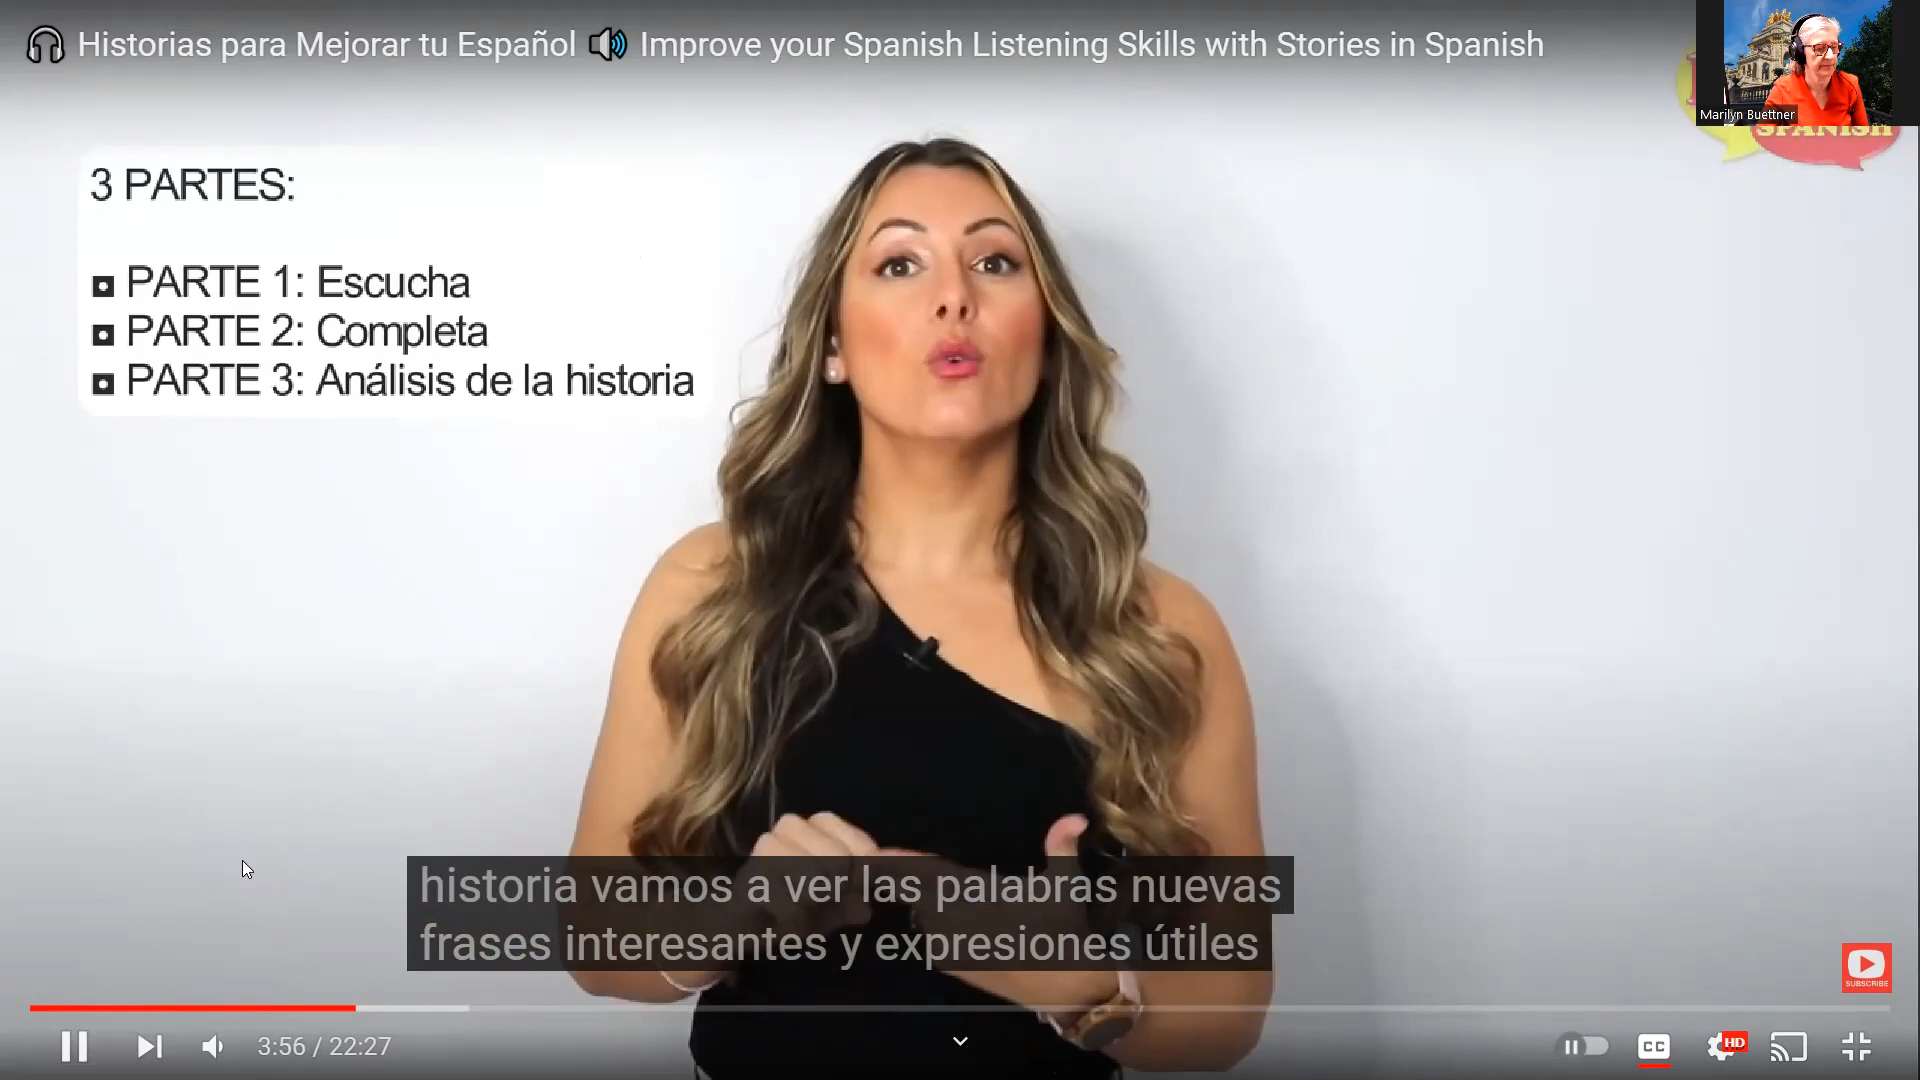 Historias para Mejorar tu Español 🔊 Improve your Spanish Listening Skills with Stories in Spanish
Marilyn Buettner
SPANISH
3 PARTES:
PARTE 1: Escucha
PARTE 2: Completa
PARTE 3: Análisis de la historia
historia vamos a ver las palabras nuevas
frases interesantes y expresiones útiles
SUBSCRIBE
3:56 / 22:27
CC
HD